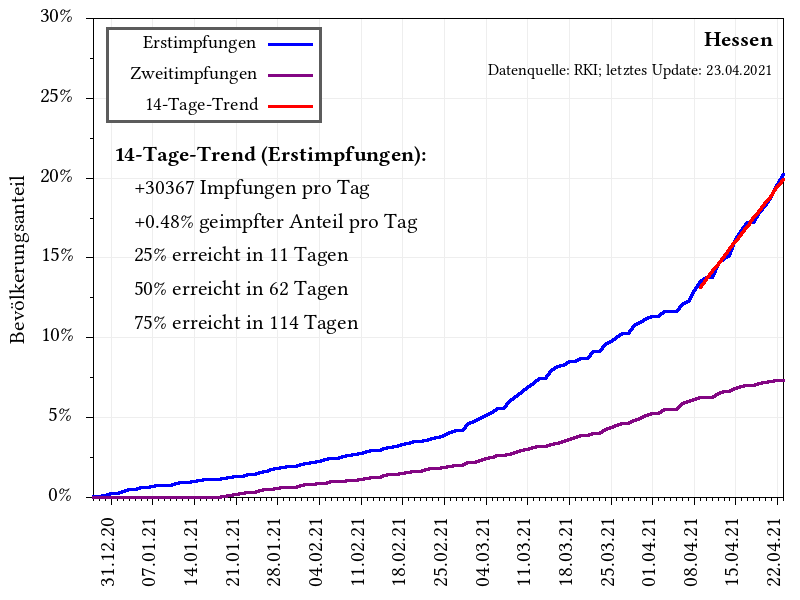 30%
25%
20%
15%
10%
5%
0%
Bevölkerungsanteil
Erstimpfungen
Zweitimpfungen
14-Tage-Trend
Hessen
Datenquelle: RKI; letztes Update: 23.04.2021
14-Tage-Trend (Erstimpfungen):
+30367 Impfungen pro Tag
+0.48% geimpfter Anteil pro Tag
25% erreicht in 11 Tagen
50% erreicht in 62 Tagen
75% erreicht in 114 Tagen
31.12.20
07.01.21
14.01.21
21.01.21
28.01.21
04.02.21
11.02.21
18.02.21
25.02.21
04.03.21
11.03.21
18.03.21
25.03.21
01.04.21
08.04.21
15.04.21
22.04.21